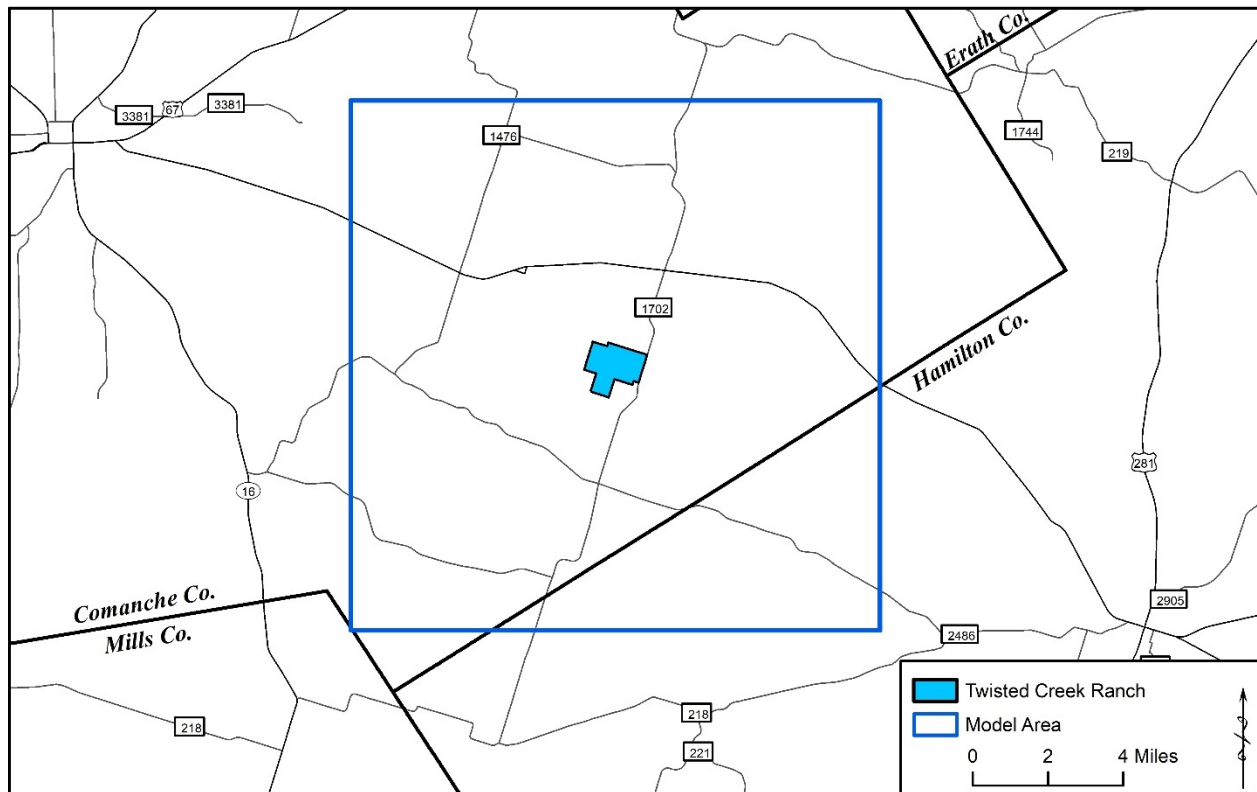 Erath Co.
3381
67
3381
1476
1744
219
1702
Hamilton Co.
281
16
Comanche Co.
Mills Co.
2905
2486
218
218
221
Twisted Creek Ranch
Model Area
0 2 4 Miles